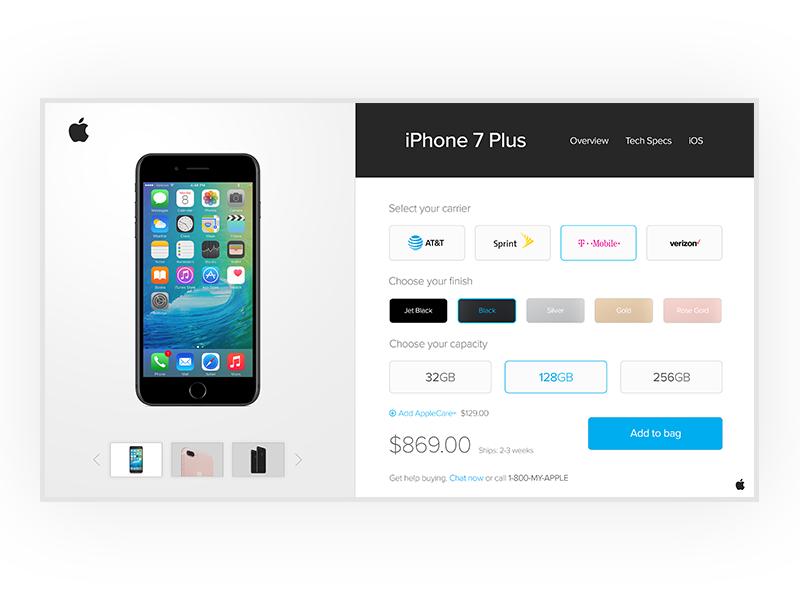 iPhone 7 Plus
Overview
Tech Specs
iOS
Select your carrier
AT&T
Sprint
T··Mobile·
verizon✓
Choose your finish
Jet Black
Black
Silver
Gold
Rose Gold
Choose your capacity
32GB
128GB
256GB
Add AppleCare+ $129.00
$869.00
Ships: 2-3 weeks
Add to bag
Get help buying. Chat now or call 1-800-MY-APPLE